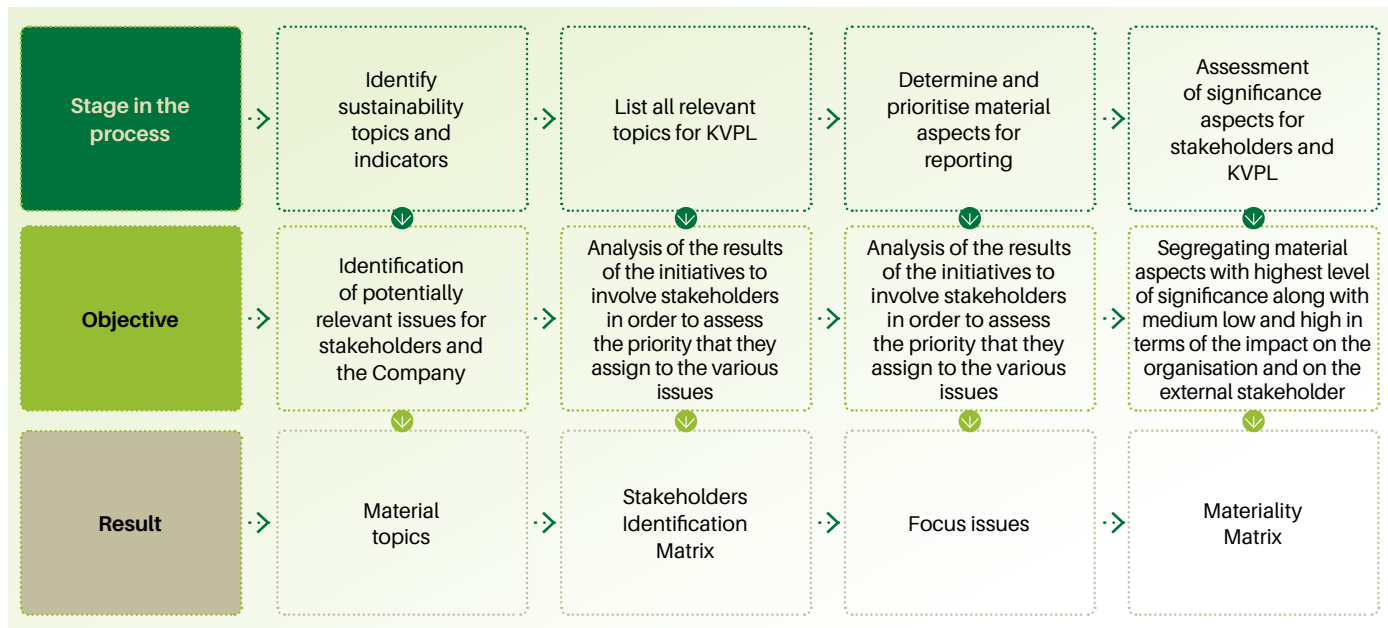 Stage in the
process
Identify
sustainability
topics and
indicators
List all relevant
topics for KVPL
Determine and
prioritise material
aspects for
reporting
Assessment
of significance
aspects for
stakeholders and
KVPL
Objective
Identification
of potentially
relevant issues for
stakeholders and
the Company
Analysis of the results
of the initiatives to
involve stakeholders
in order to assess
the priority that they
assign to the various
issues
Analysis of the results
of the initiatives to
involve stakeholders
in order to assess
the priority that they
assign to the various
issues
Segregating material
aspects with highest level
of significance along with
medium low and high in
terms of the impact on the
organisation and on the
external stakeholder
Result
Material
topics
Stakeholders
Identification
Matrix
Focus issues
Materiality
Matrix